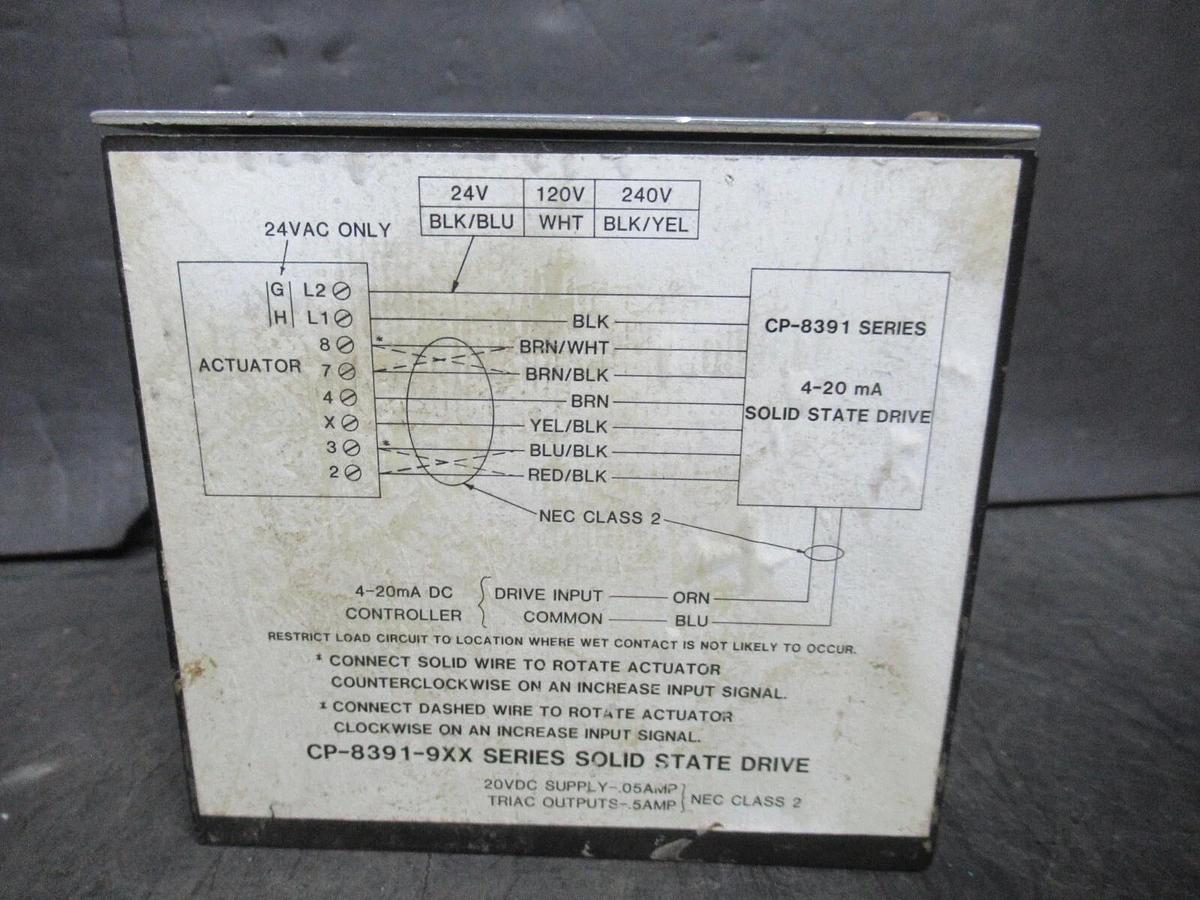 24V 120V 240V
BLK/BLU WHT BLK/YEL
24VAC ONLY
G L2
H L1 BLK
CP-8391 SERIES
8 * BRN/WHT
ACTUATOR 7 BRN/BLK
4-20 mA
4 BRN
SOLID STATE DRIVE
X YEL/BLK
3 * BLU/BLK
2 RED/BLK
NEC CLASS 2
4-20mA DC { DRIVE INPUT ORN
CONTROLLER COMMON BLU
RESTRICT LOAD CIRCUIT TO LOCATION WHERE WET CONTACT IS NOT LIKELY TO OCCUR.
* CONNECT SOLID WIRE TO ROTATE ACTUATOR
COUNTERCLOCKWISE ON AN INCREASE INPUT SIGNAL.
* CONNECT DASHED WIRE TO ROTATE ACTUATOR
CLOCKWISE ON AN INCREASE INPUT SIGNAL.
CP-8391-9XX SERIES SOLID STATE DRIVE
20VDC SUPPLY-.05AMP
TRIAC OUTPUTS-.5AMP } NEC CLASS 2